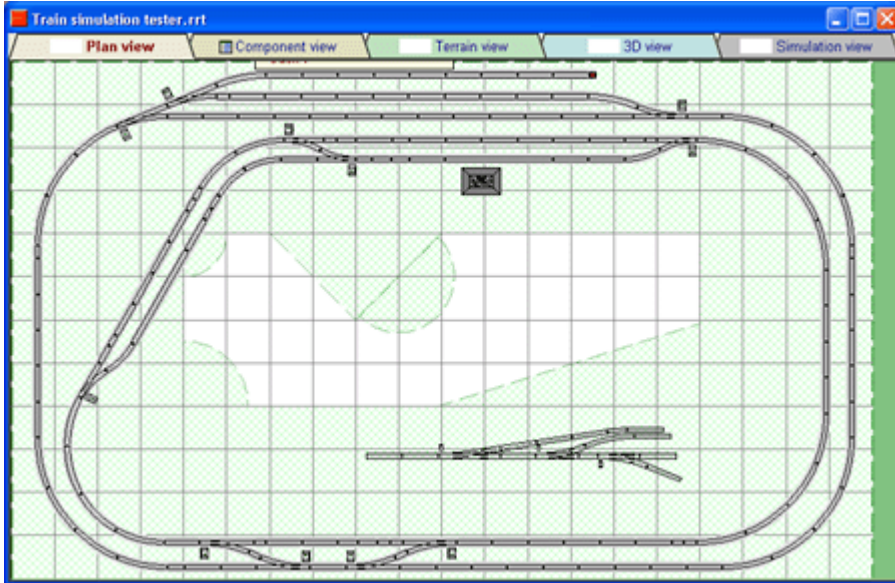 Train simulation tester.rrt
Plan view
Component view
Terrain view
3D view
Simulation view